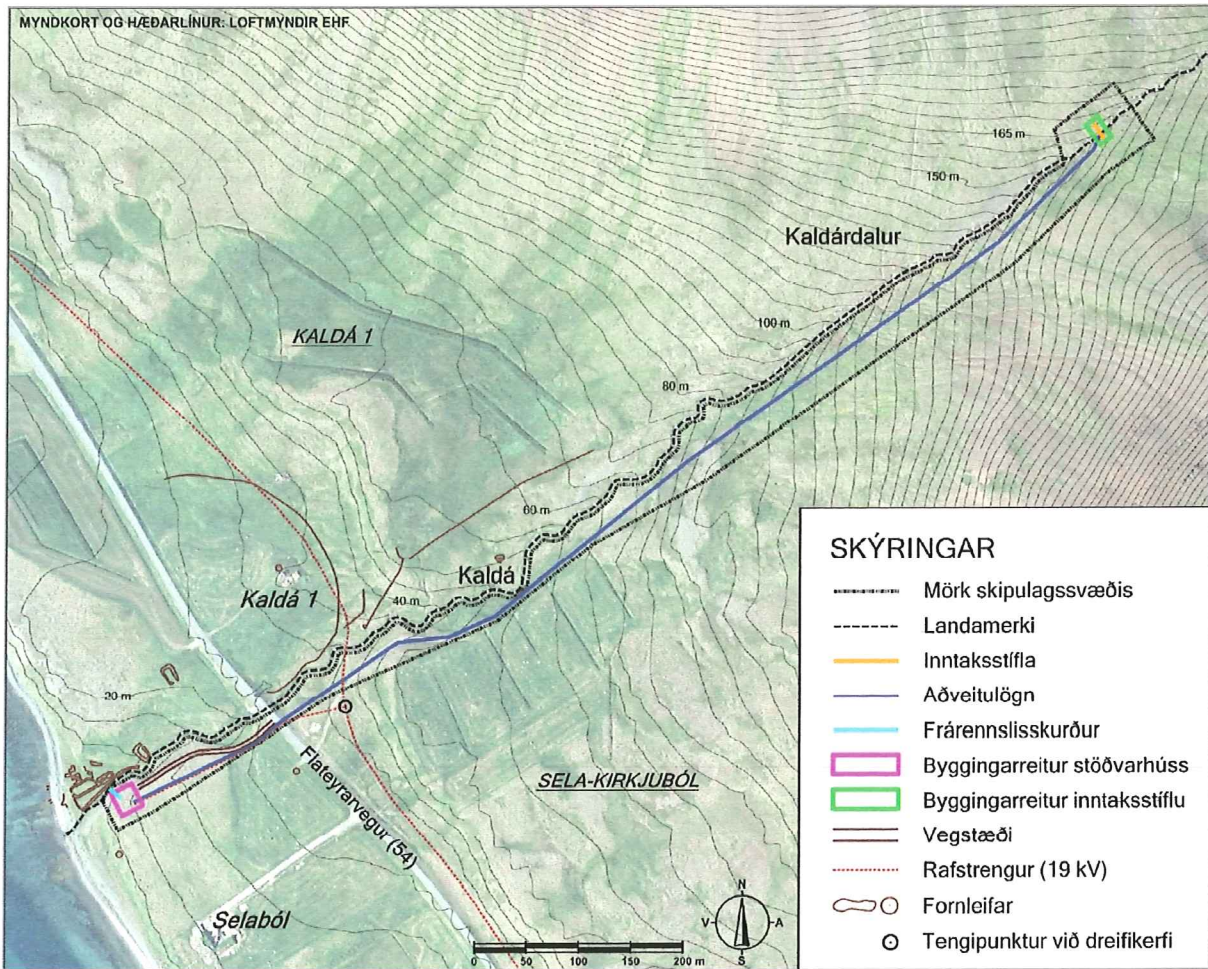 MYNDKORT OG HÆÐARLÍNUR: LOFTMYNDIR EHF
165 m
150 m
Kaldárdalur
100 m
KALDÁ 1
80 m
60 m
Kaldá
Kaldá 1
40 m
20 m
Flateyrarvegur (54)
SELA-KIRKJUBÓL
Selaból
N
V
A
S
0 50 100 150 200 m
SKÝRINGAR
Mörk skipulagssvæðis
Landamerki
Inntaksstífla
Aðveitulögn
Frárennslisskurður
Byggingarreitur stöðvarhúss
Byggingarreitur inntaksstíflu
Vegstæði
Rafstrengur (19 kV)
Fornleifar
Tengipunktur við dreifikerfi